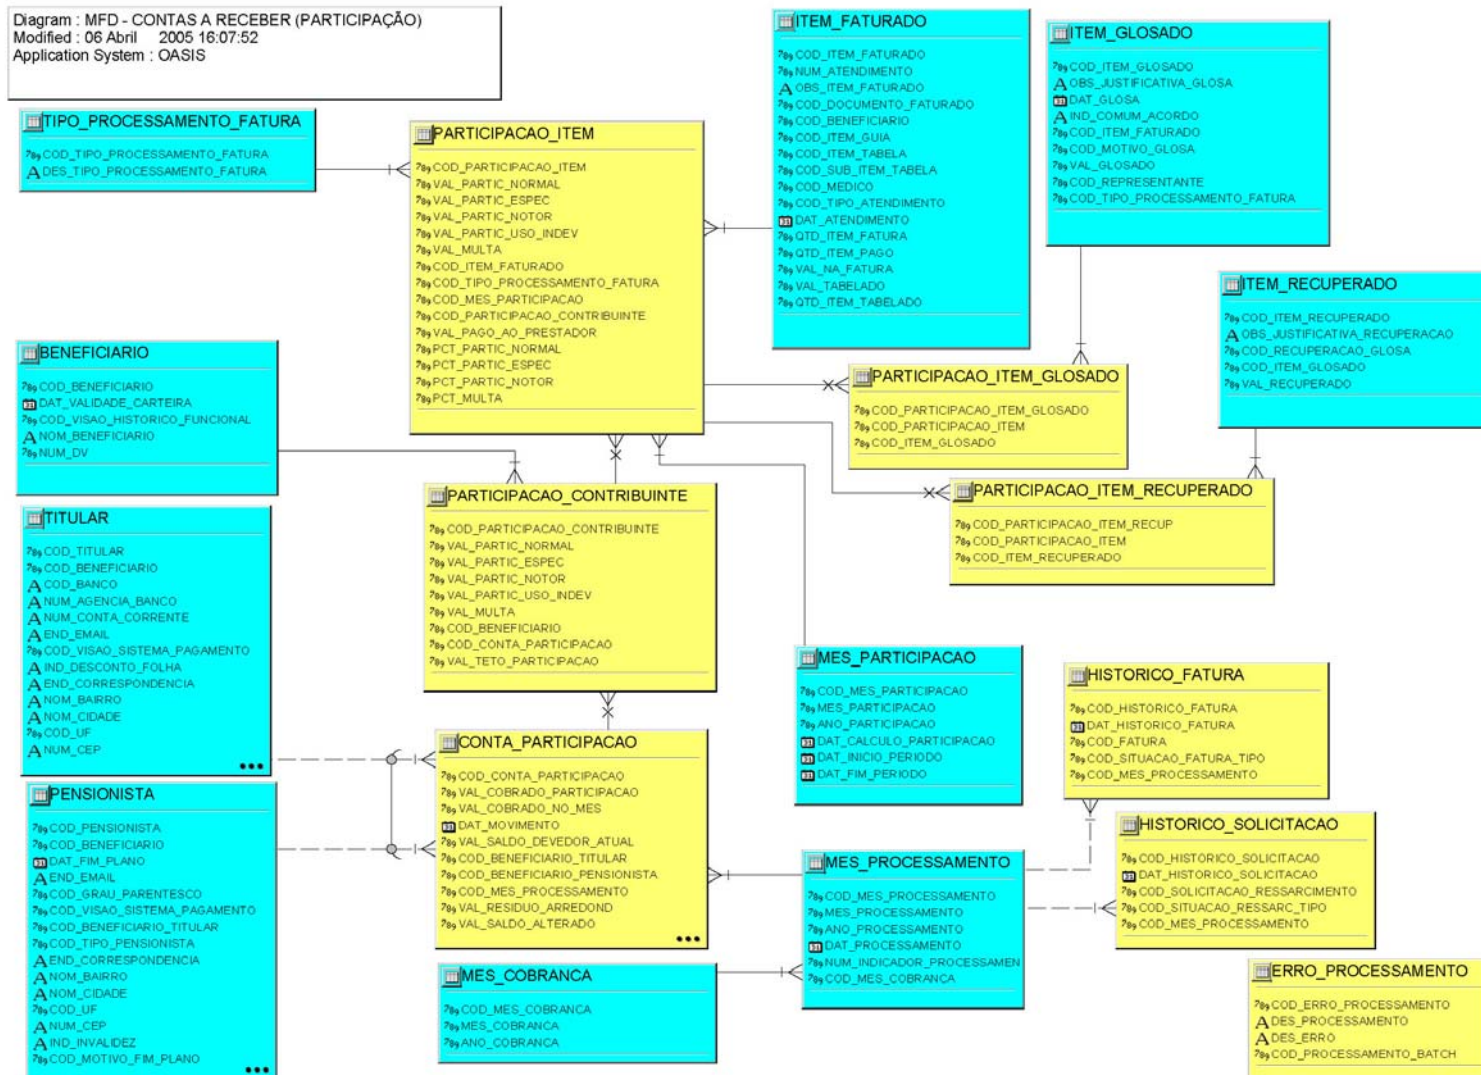 Diagram : MFD - CONTAS A RECEBER (PARTICIPAÇÃO)
Modified : 06 Abril 2005 16:07:52
Application System : OASIS
TIPO_PROCESSAMENTO_FATURA
COD_TIPO_PROCESSAMENTO_FATURA
DES_TIPO_PROCESSAMENTO_FATURA
PARTICIPACAO_ITEM
COD_PARTICIPACAO_ITEM
VAL_PARTIC_NORMAL
VAL_PARTIC_ESPEC
VAL_PARTIC_NOTOR
VAL_PARTIC_USO_INDEV
VAL_MULTA
COD_ITEM_FATURADO
COD_TIPO_PROCESSAMENTO_FATURA
COD_MES_PARTICIPACAO
COD_PARTICIPACAO_CONTRIBUINTE
VAL_PAGO_AO_PRESTADOR
PCT_PARTIC_NORMAL
PCT_PARTIC_ESPEC
PCT_PARTIC_NOTOR
PCT_MULTA
ITEM_FATURADO
COD_ITEM_FATURADO
NUM_ATENDIMENTO
OBS_ITEM_FATURADO
COD_DOCUMENTO_FATURADO
COD_BENEFICIARIO
COD_ITEM_GUIA
COD_ITEM_TABELA
COD_SUB_ITEM_TABELA
COD_MEDICO
COD_TIPO_ATENDIMENTO
DAT_ATENDIMENTO
QTD_ITEM_FATURA
QTD_ITEM_PAGO
VAL_NA_FATURA
VAL_TABELADO
QTD_ITEM_TABELADO
ITEM_GLOSADO
COD_ITEM_GLOSADO
OBS_JUSTIFICATIVA_GLOSA
DAT_GLOSA
IND_COMUM_ACORDO
COD_ITEM_FATURADO
COD_MOTIVO_GLOSA
VAL_GLOSADO
COD_REPRESENTANTE
COD_TIPO_PROCESSAMENTO_FATURA
ITEM_RECUPERADO
COD_ITEM_RECUPERADO
OBS_JUSTIFICATIVA_RECUPERACAO
COD_RECUPERACAO_GLOSA
COD_ITEM_GLOSADO
VAL_RECUPERADO
BENEFICIARIO
COD_BENEFICIARIO
DAT_VALIDADE_CARTEIRA
COD_VISAO_HISTORICO_FUNCIONAL
NOM_BENEFICIARIO
NUM_DV
PARTICIPACAO_ITEM_GLOSADO
COD_PARTICIPACAO_ITEM_GLOSADO
COD_PARTICIPACAO_ITEM
COD_ITEM_GLOSADO
PARTICIPACAO_ITEM_RECUPERADO
COD_PARTICIPACAO_ITEM_RECUP
COD_PARTICIPACAO_ITEM
COD_ITEM_RECUPERADO
PARTICIPACAO_CONTRIBUINTE
COD_PARTICIPACAO_CONTRIBUINTE
VAL_PARTIC_NORMAL
VAL_PARTIC_ESPEC
VAL_PARTIC_NOTOR
VAL_PARTIC_USO_INDEV
VAL_MULTA
COD_BENEFICIARIO
COD_CONTA_PARTICIPACAO
VAL_TETO_PARTICIPACAO
TITULAR
COD_TITULAR
COD_BENEFICIARIO
COD_BANCO
NUM_AGENCIA_BANCO
NUM_CONTA_CORRENTE
END_EMAIL
COD_VISAO_SISTEMA_PAGAMENTO
IND_DESCONTO_FOLHA
END_CORRESPONDENCIA
NOM_BAIRRO
NOM_CIDADE
COD_UF
NUM_CEP
MES_PARTICIPACAO
COD_MES_PARTICIPACAO
MES_PARTICIPACAO
ANO_PARTICIPACAO
DAT_CALCULO_PARTICIPACAO
DAT_INICIO_PERIODO
DAT_FIM_PERIODO
HISTORICO_FATURA
COD_HISTORICO_FATURA
DAT_HISTORICO_FATURA
COD_FATURA
COD_SITUACAO_FATURA_TIPO
COD_MES_PROCESSAMENTO
CONTA_PARTICIPACAO
COD_CONTA_PARTICIPACAO
VAL_COBRADO_PARTICIPACAO
VAL_COBRADO_NO_MES
DAT_MOVIMENTO
VAL_SALDO_DEVEDOR_ATUAL
COD_BENEFICIARIO_TITULAR
COD_BENEFICIARIO_PENSIONISTA
COD_MES_PROCESSAMENTO
VAL_RESIDUO_ARREDOND
VAL_SALDO_ALTERADO
PENSIONISTA
COD_PENSIONISTA
COD_BENEFICIARIO
DAT_FIM_PLANO
END_EMAIL
COD_GRAU_PARENTESCO
COD_VISAO_SISTEMA_PAGAMENTO
COD_BENEFICIARIO_TITULAR
COD_TIPO_PENSIONISTA
END_CORRESPONDENCIA
NOM_BAIRRO
NOM_CIDADE
COD_UF
NUM_CEP
IND_INVALIDEZ
COD_MOTIVO_FIM_PLANO
HISTORICO_SOLICITACAO
COD_HISTORICO_SOLICITACAO
DAT_HISTORICO_SOLICITACAO
COD_SOLICITACAO_RESSARCIMENTO
COD_SITUACAO_RESSARC_TIPO
COD_MES_PROCESSAMENTO
MES_PROCESSAMENTO
COD_MES_PROCESSAMENTO
MES_PROCESSAMENTO
ANO_PROCESSAMENTO
DAT_PROCESSAMENTO
NUM_INDICADOR_PROCESSAMEN
COD_MES_COBRANCA
MES_COBRANCA
COD_MES_COBRANCA
MES_COBRANCA
ANO_COBRANCA
ERRO_PROCESSAMENTO
COD_ERRO_PROCESSAMENTO
DES_PROCESSAMENTO
DES_ERRO
COD_PROCESSAMENTO_BATCH